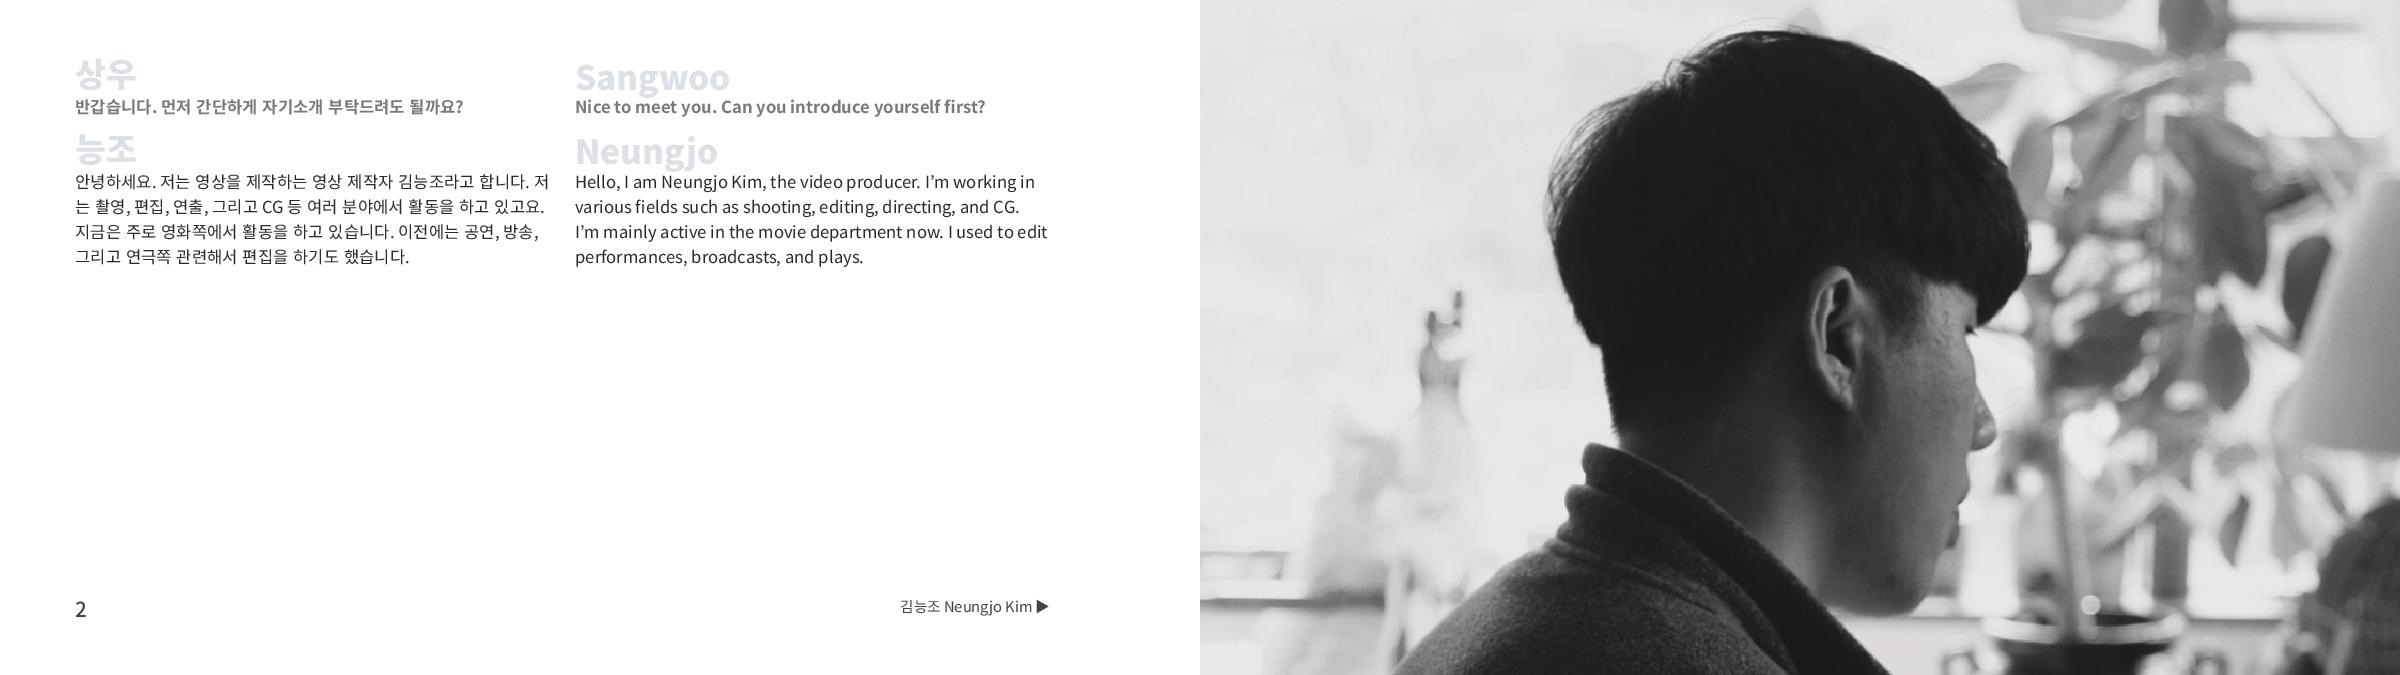 상우
반갑습니다. 먼저 간단하게 자기소개 부탁드려도 될까요?
능조
안녕하세요. 저는 영상을 제작하는 영상 제작자 김능조라고 합니다. 저
는 촬영, 편집, 연출, 그리고 CG 등 여러 분야에서 활동을 하고 있고요.
지금은 주로 영화쪽에서 활동을 하고 있습니다. 이전에는 공연, 방송,
그리고 연극쪽 관련해서 편집을 하기도 했습니다.
Sangwoo
Nice to meet you. Can you introduce yourself first?
Neungjo
Hello, I am Neungjo Kim, the video producer. I’m working in
various fields such as shooting, editing, directing, and CG.
I’m mainly active in the movie department now. I used to edit
performances, broadcasts, and plays.
2
김능조 Neungjo Kim ▶